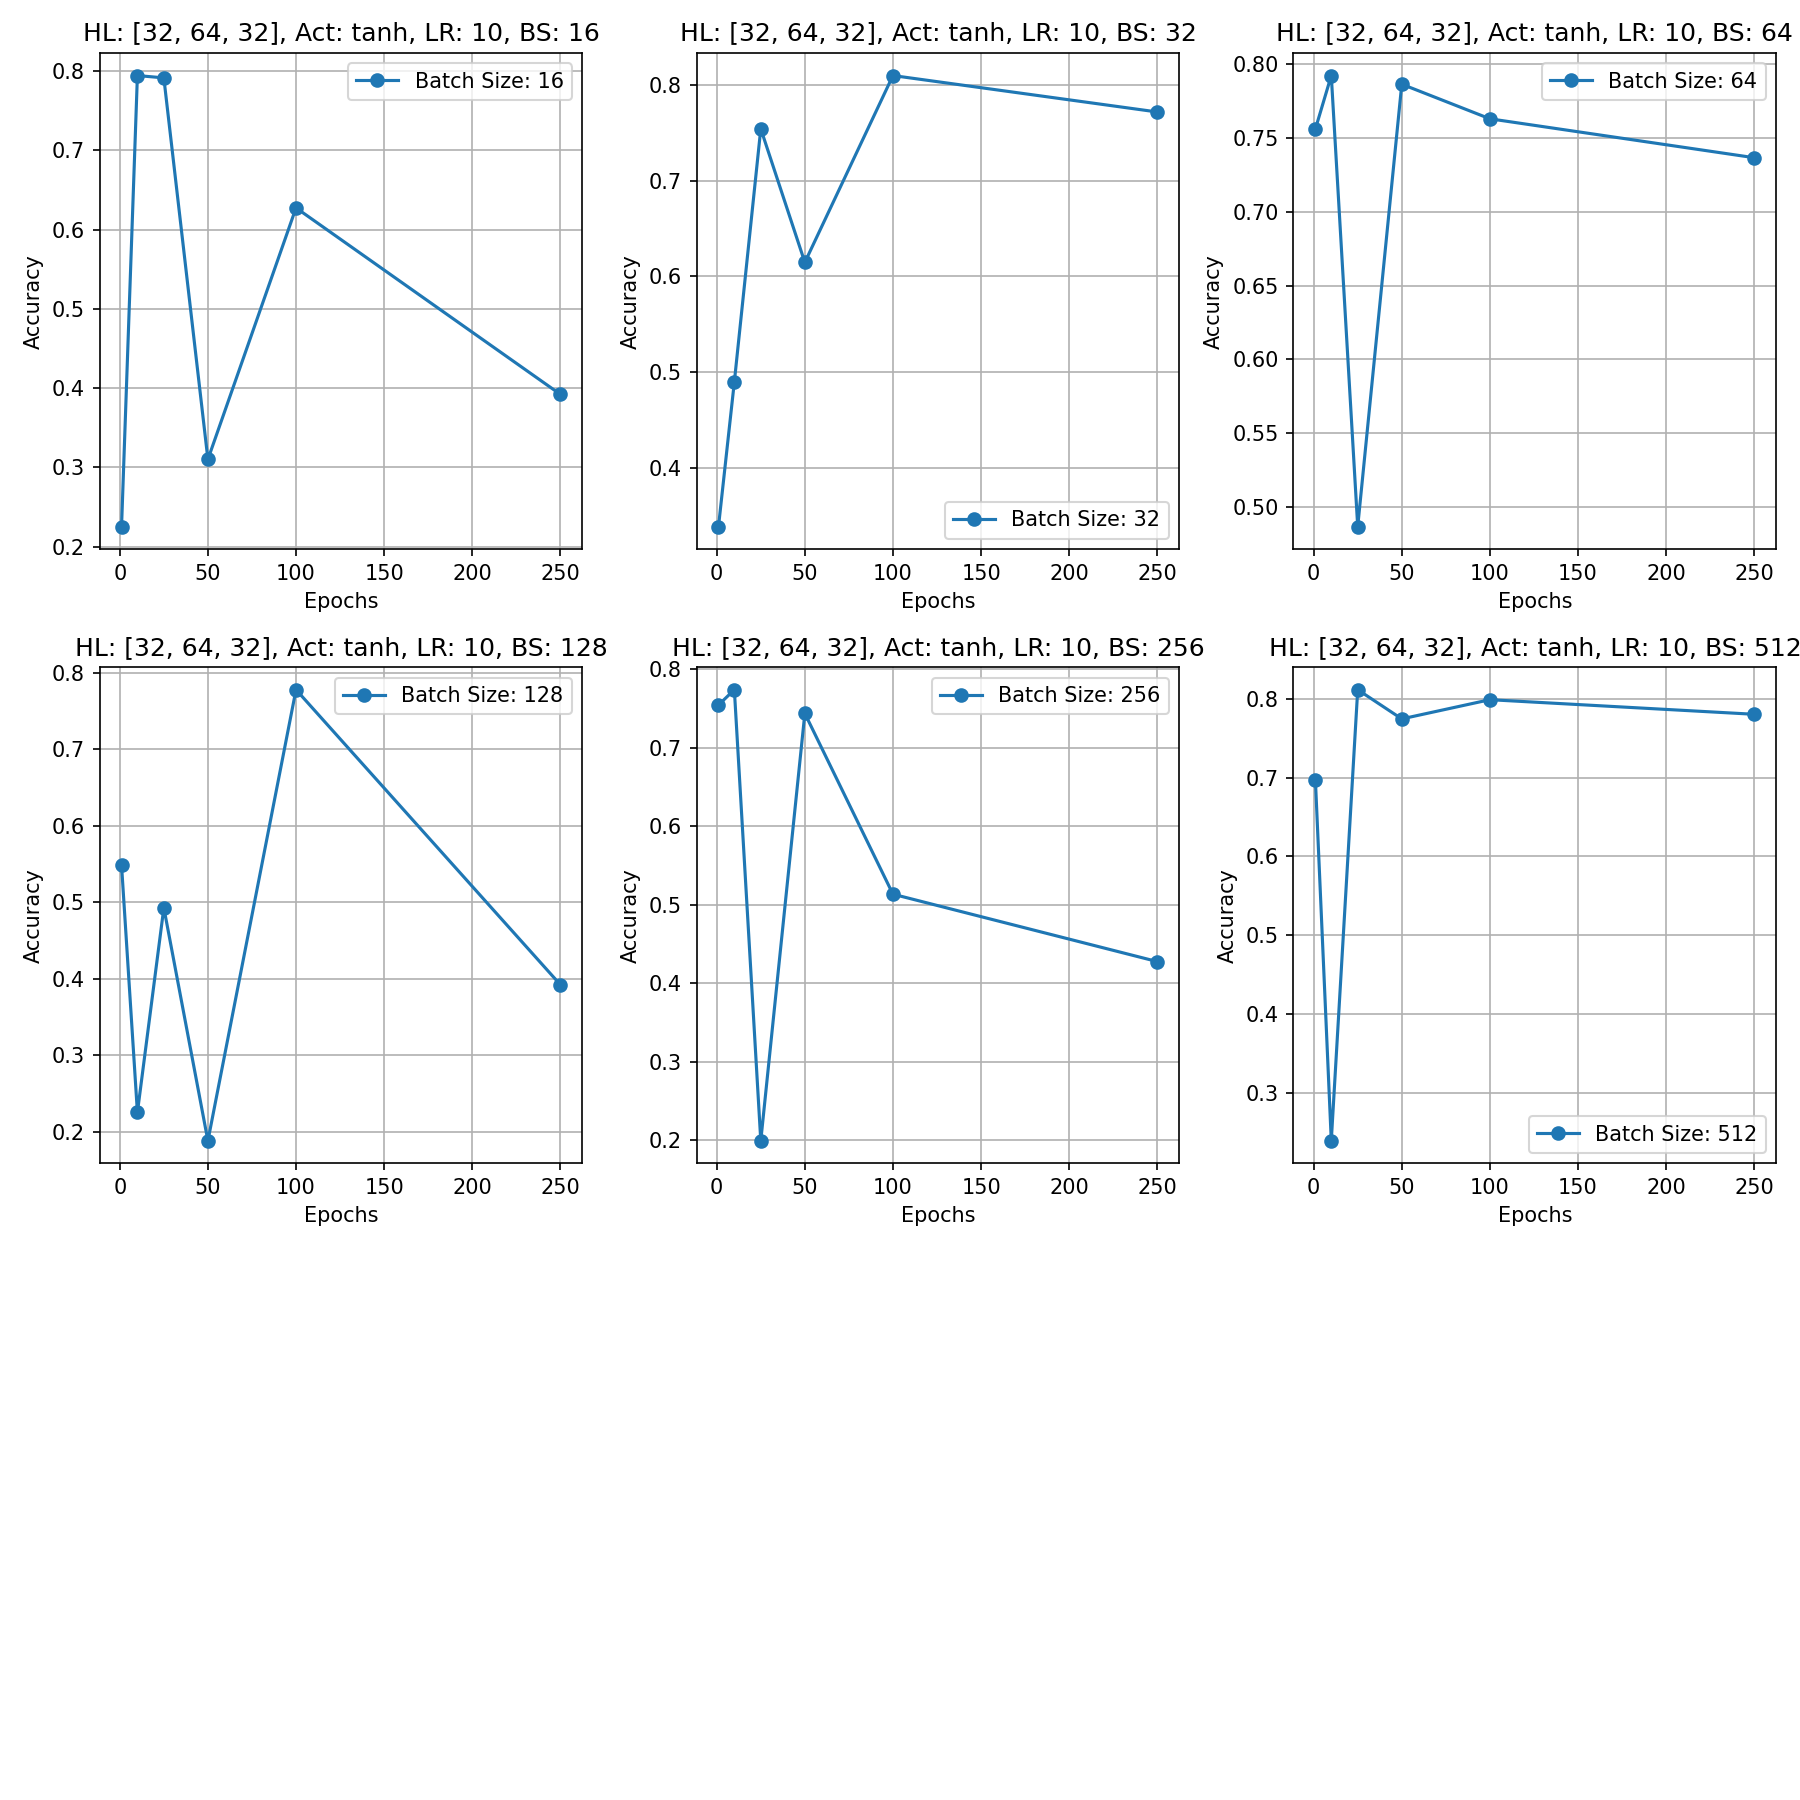 HL: [32, 64, 32], Act: tanh, LR: 10, BS: 16
Batch Size: 16
Accuracy
0.8
0.7
0.6
0.5
0.4
0.3
0.2
0 50 100 150 200 250
Epochs
HL: [32, 64, 32], Act: tanh, LR: 10, BS: 32
Batch Size: 32
Accuracy
0.8
0.7
0.6
0.5
0.4
0 50 100 150 200 250
Epochs
HL: [32, 64, 32], Act: tanh, LR: 10, BS: 64
Batch Size: 64
Accuracy
0.80
0.75
0.70
0.65
0.60
0.55
0.50
0 50 100 150 200 250
Epochs
HL: [32, 64, 32], Act: tanh, LR: 10, BS: 128
Batch Size: 128
Accuracy
0.8
0.7
0.6
0.5
0.4
0.3
0.2
0 50 100 150 200 250
Epochs
HL: [32, 64, 32], Act: tanh, LR: 10, BS: 256
Batch Size: 256
Accuracy
0.8
0.7
0.6
0.5
0.4
0.3
0.2
0 50 100 150 200 250
Epochs
HL: [32, 64, 32], Act: tanh, LR: 10, BS: 512
Batch Size: 512
Accuracy
0.8
0.7
0.6
0.5
0.4
0.3
0 50 100 150 200 250
Epochs